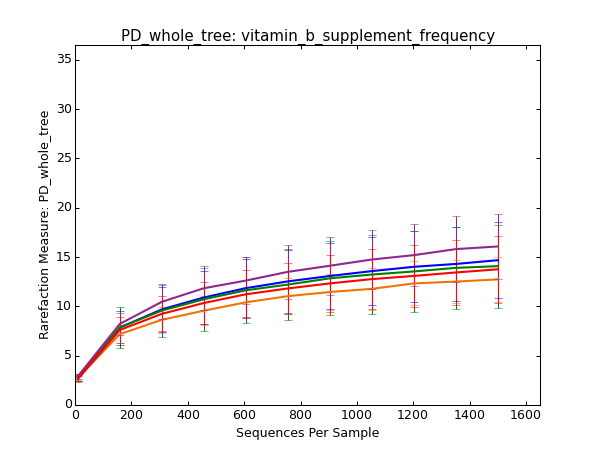 PD_whole_tree: vitamin_b_supplement_frequency
35
30
25
20
15
10
5
0
Rarefaction Measure: PD_whole_tree
0 200 400 600 800 1000 1200 1400 1600
Sequences Per Sample